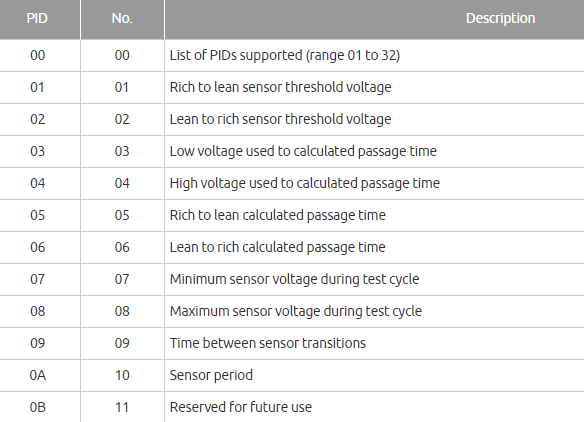 PID No. Description
00 00 List of PIDs supported (range 01 to 32)
01 01 Rich to lean sensor threshold voltage
02 02 Lean to rich sensor threshold voltage
03 03 Low voltage used to calculated passage time
04 04 High voltage used to calculated passage time
05 05 Rich to lean calculated passage time
06 06 Lean to rich calculated passage time
07 07 Minimum sensor voltage during test cycle
08 08 Maximum sensor voltage during test cycle
09 09 Time between sensor transitions
0A 10 Sensor period
0B 11 Reserved for future use